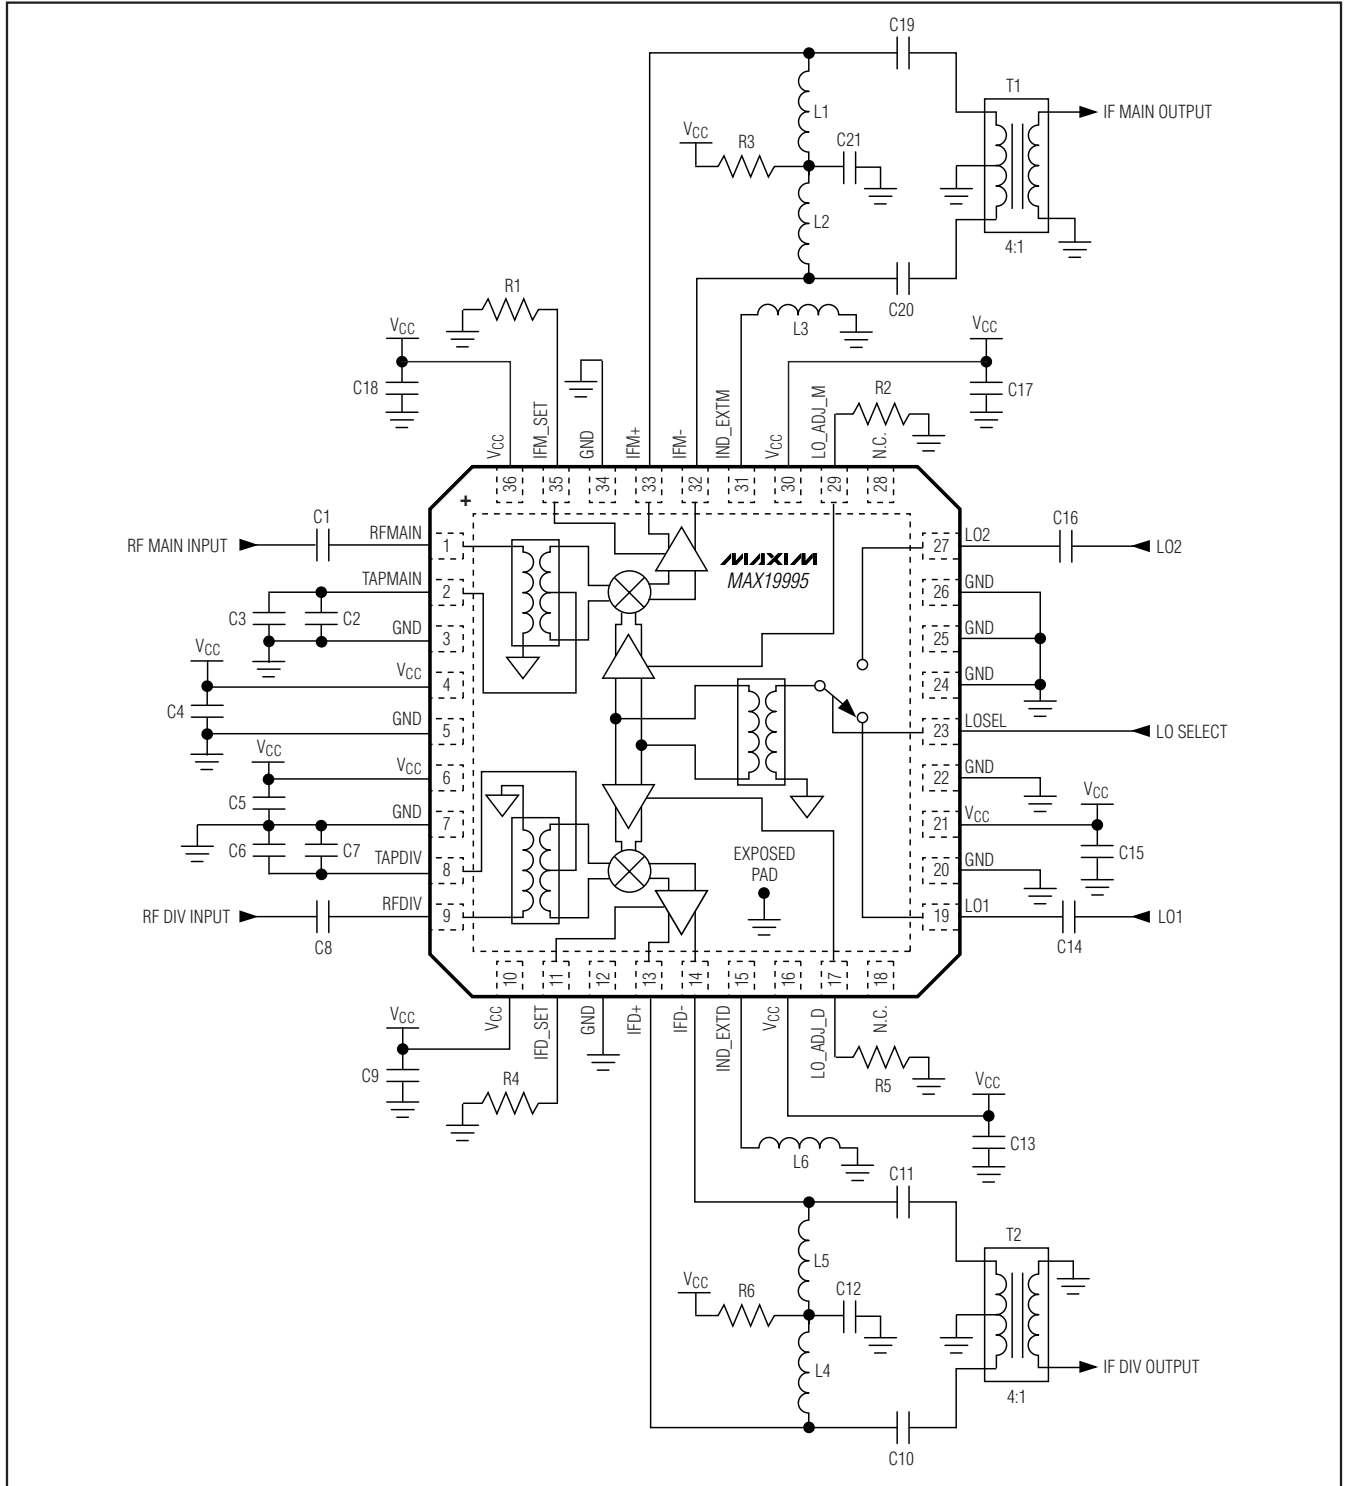 C19
T1
L1
IF MAIN OUTPUT
VCC
R3
C21
L2
4:1
R1
C20
L3
VCC
VCC
C18
R2
C17
VCC
IFM_SET
GND
IFM+
IFM-
IND_EXTM
VCC
LO_ADJ_M
N.C.
36
35
34
33
32
31
30
29
28
+
C1
RF MAIN INPUT
RFMAIN
1
MAXIM
MAX19995
27
LO2
C16
LO2
TAPMAIN
2
26
GND
C3
C2
GND
3
25
GND
VCC
VCC
4
24
GND
C4
GND
5
23
LOSEL
LO SELECT
VCC
VCC
6
22
GND
C5
VCC
GND
7
21
VCC
C6
C7
TAPDIV
8
EXPOSED
PAD
20
GND
C15
RF DIV INPUT
RFDIV
9
19
LO1
LO1
C8
C14
10
11
12
13
14
15
16
17
18
VCC
IFD_SET
GND
IFD+
IFD-
IND_EXTD
VCC
LO_ADJ_D
N.C.
VCC
C9
R4
R5
VCC
C13
L6
C11
T2
L5
VCC
R6
C12
L4
IF DIV OUTPUT
4:1
C10